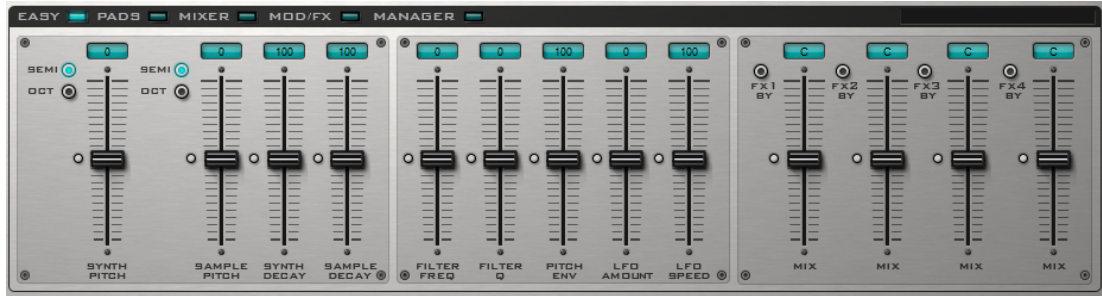 EASY PADS MIXER MOD/FX MANAGER
0 0 100 100 0 0 100 0 100 C C C C
SEMI SEMI
OCT OCT
FX1 BY FX2 BY FX3 BY FX4 BY
SYNTH PITCH SAMPLE PITCH SYNTH DECAY SAMPLE DECAY FILTER FREQ FILTER Q PITCH ENV LFO AMOUNT LFO SPEED MIX MIX MIX MIX